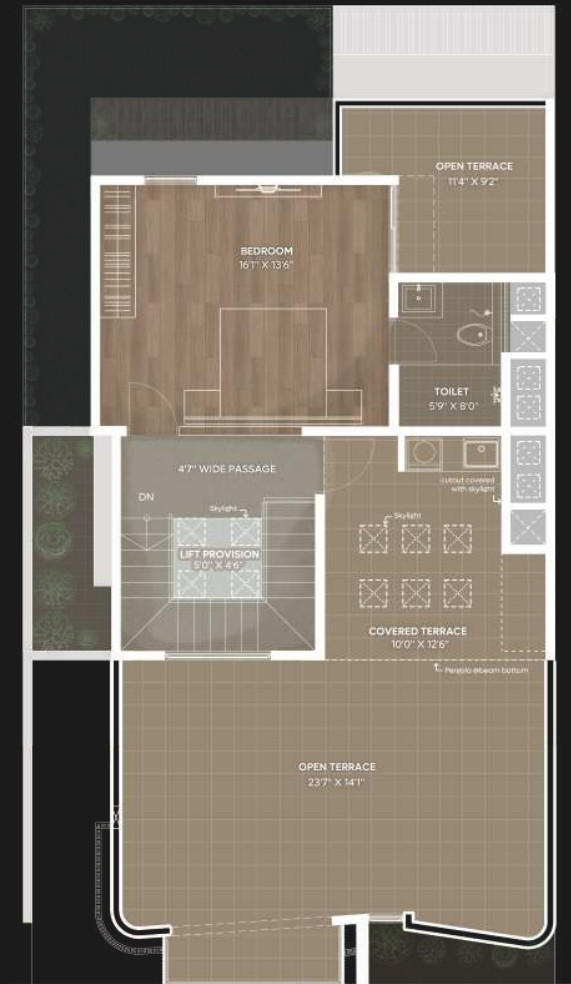 OPEN TERRACE
11'4" X 9'2"
BEDROOM
16'1" X 13'6"
TOILET
5'9" X 8'0"
4'7" WIDE PASSAGE
DN
Skylight
cutout covered
with skylight
Skylight
LIFT PROVISION
5'0" X 4'6"
COVERED TERRACE
10'0" X 12'6"
Pergola @beam bottom
OPEN TERRACE
23'7" X 14'1"